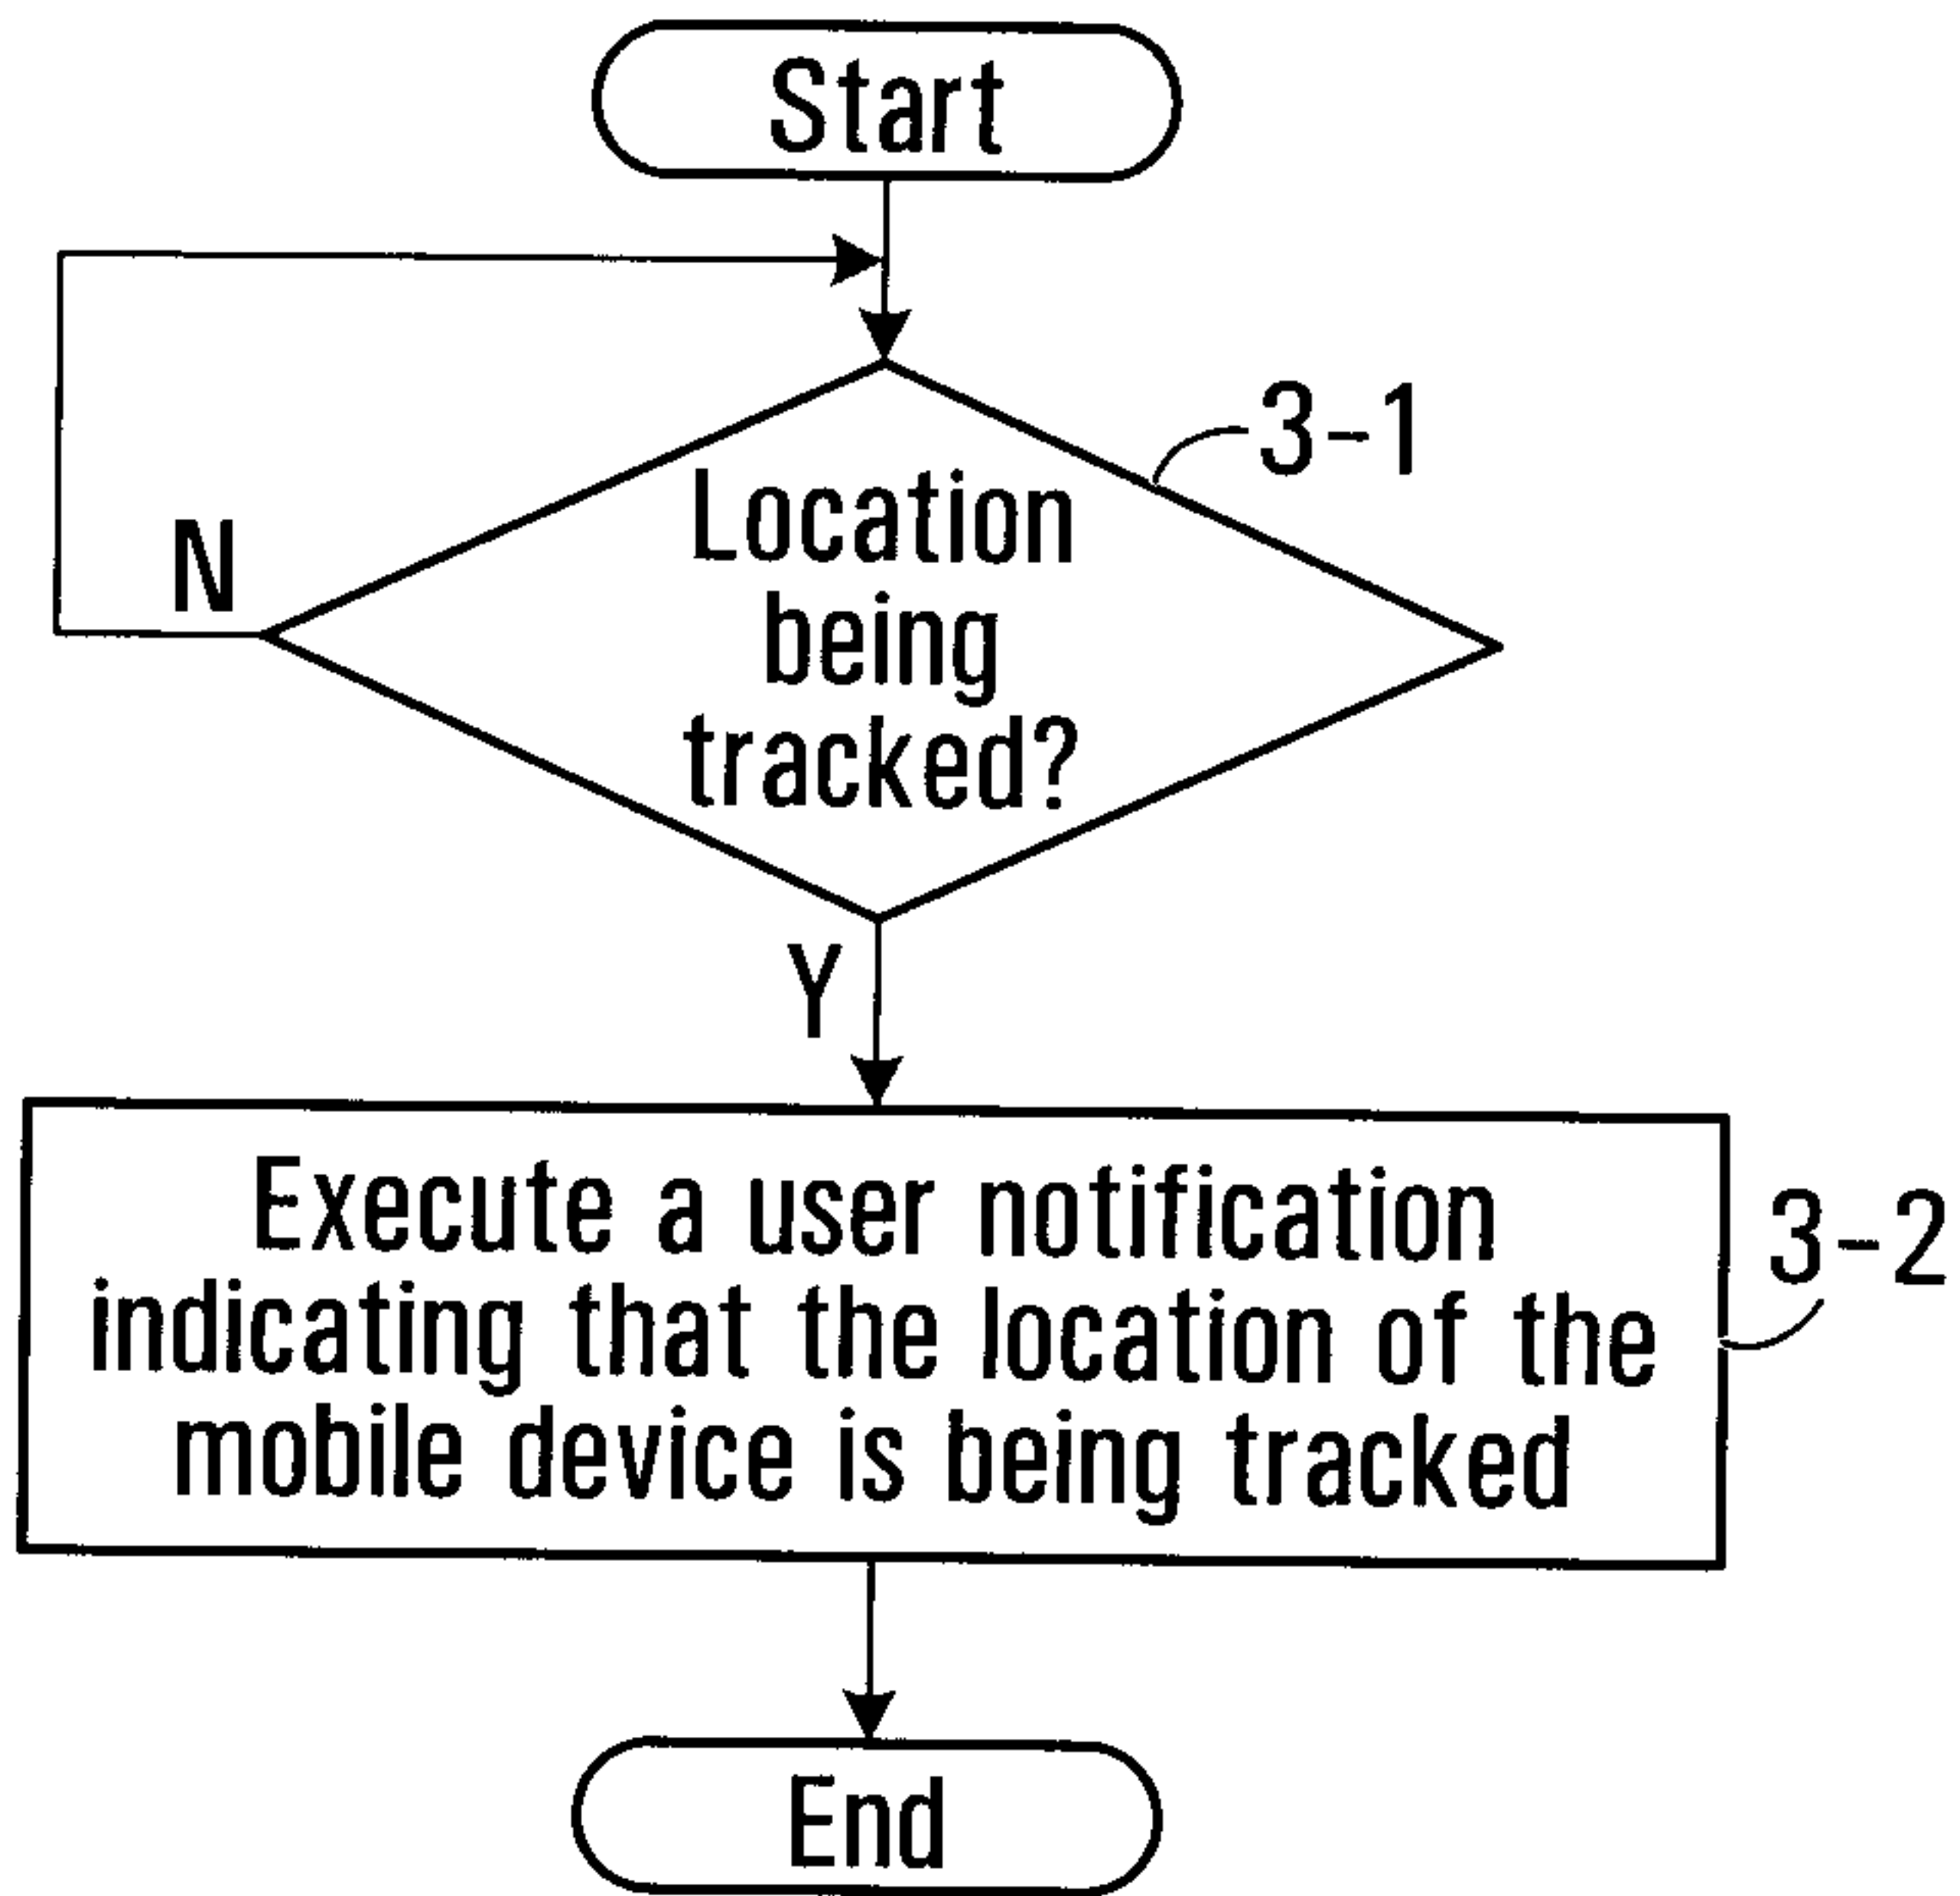 Start
3-1
Location
being
tracked?
N
Y
Execute a user notification
indicating that the location of the
mobile device is being tracked
3-2
End